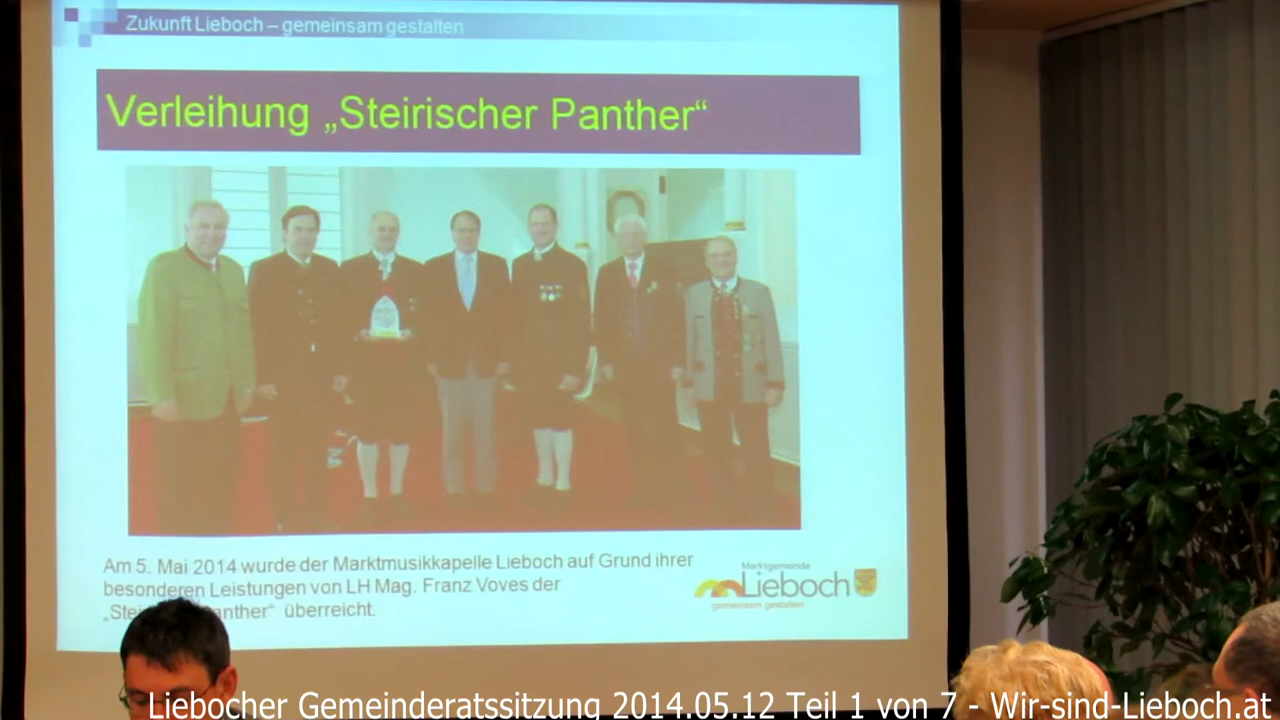 Zukunft Lieboch – gemeinsam gestalten
Verleihung „Steirischer Panther“
Am 5. Mai 2014 wurde der Marktmusikkapelle Lieboch auf Grund ihrer
besonderen Leistungen von LH Mag. Franz Voves der
überreicht.
Marktgemeinde
Lieboch
gemeinsam gestalten
Liebocher Gemeinderatssitzung 2014.05.12 Teil 1 von 7 - Wir-sind-Lieboch.at